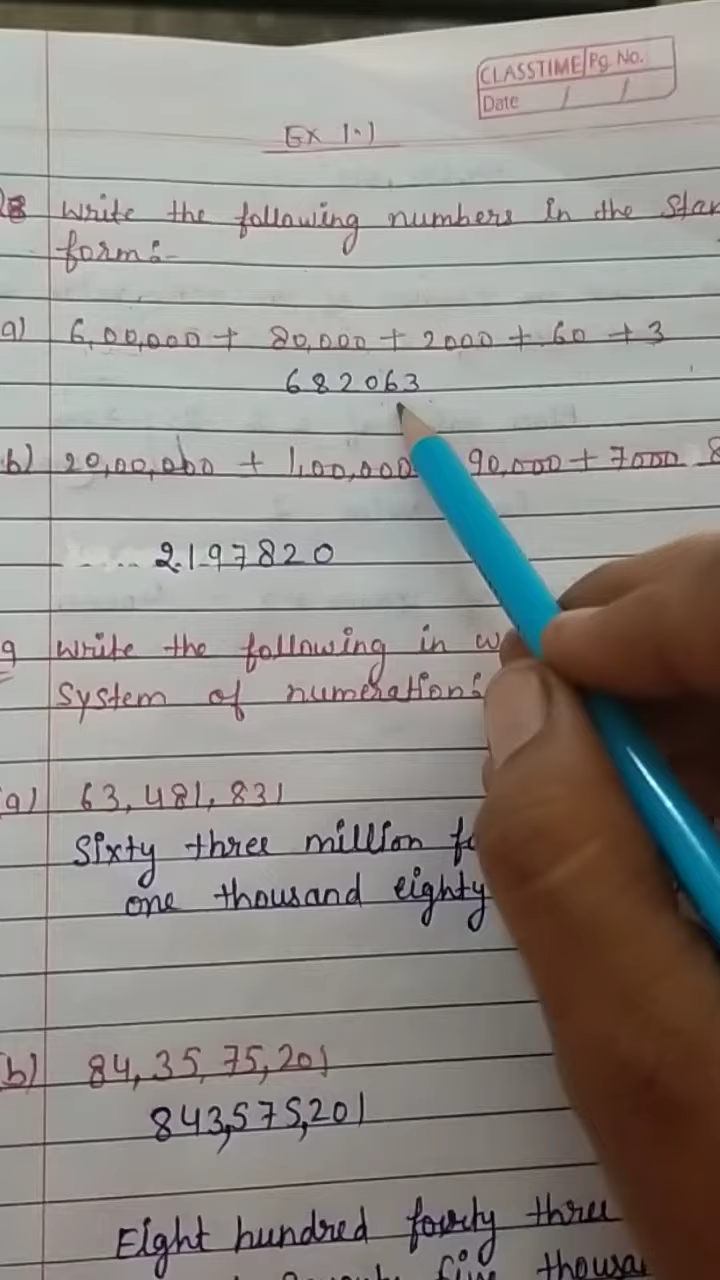 CLASSTIME Pg. No.
Date / /
Ex 1.1
Write the following numbers in the
form:-
a) 6,00,000 + 80,000 + 2000 + 60 + 3
682063
b) 20,00,000 + 1,00,000 90,000 + 7000
2197820
9 Write the following in
System of numeration:
(a) 63,481,831
Sixty three million
one thousand eighty
b) 84,35,75,201
843,575,201
Eight hundred fourty three
five